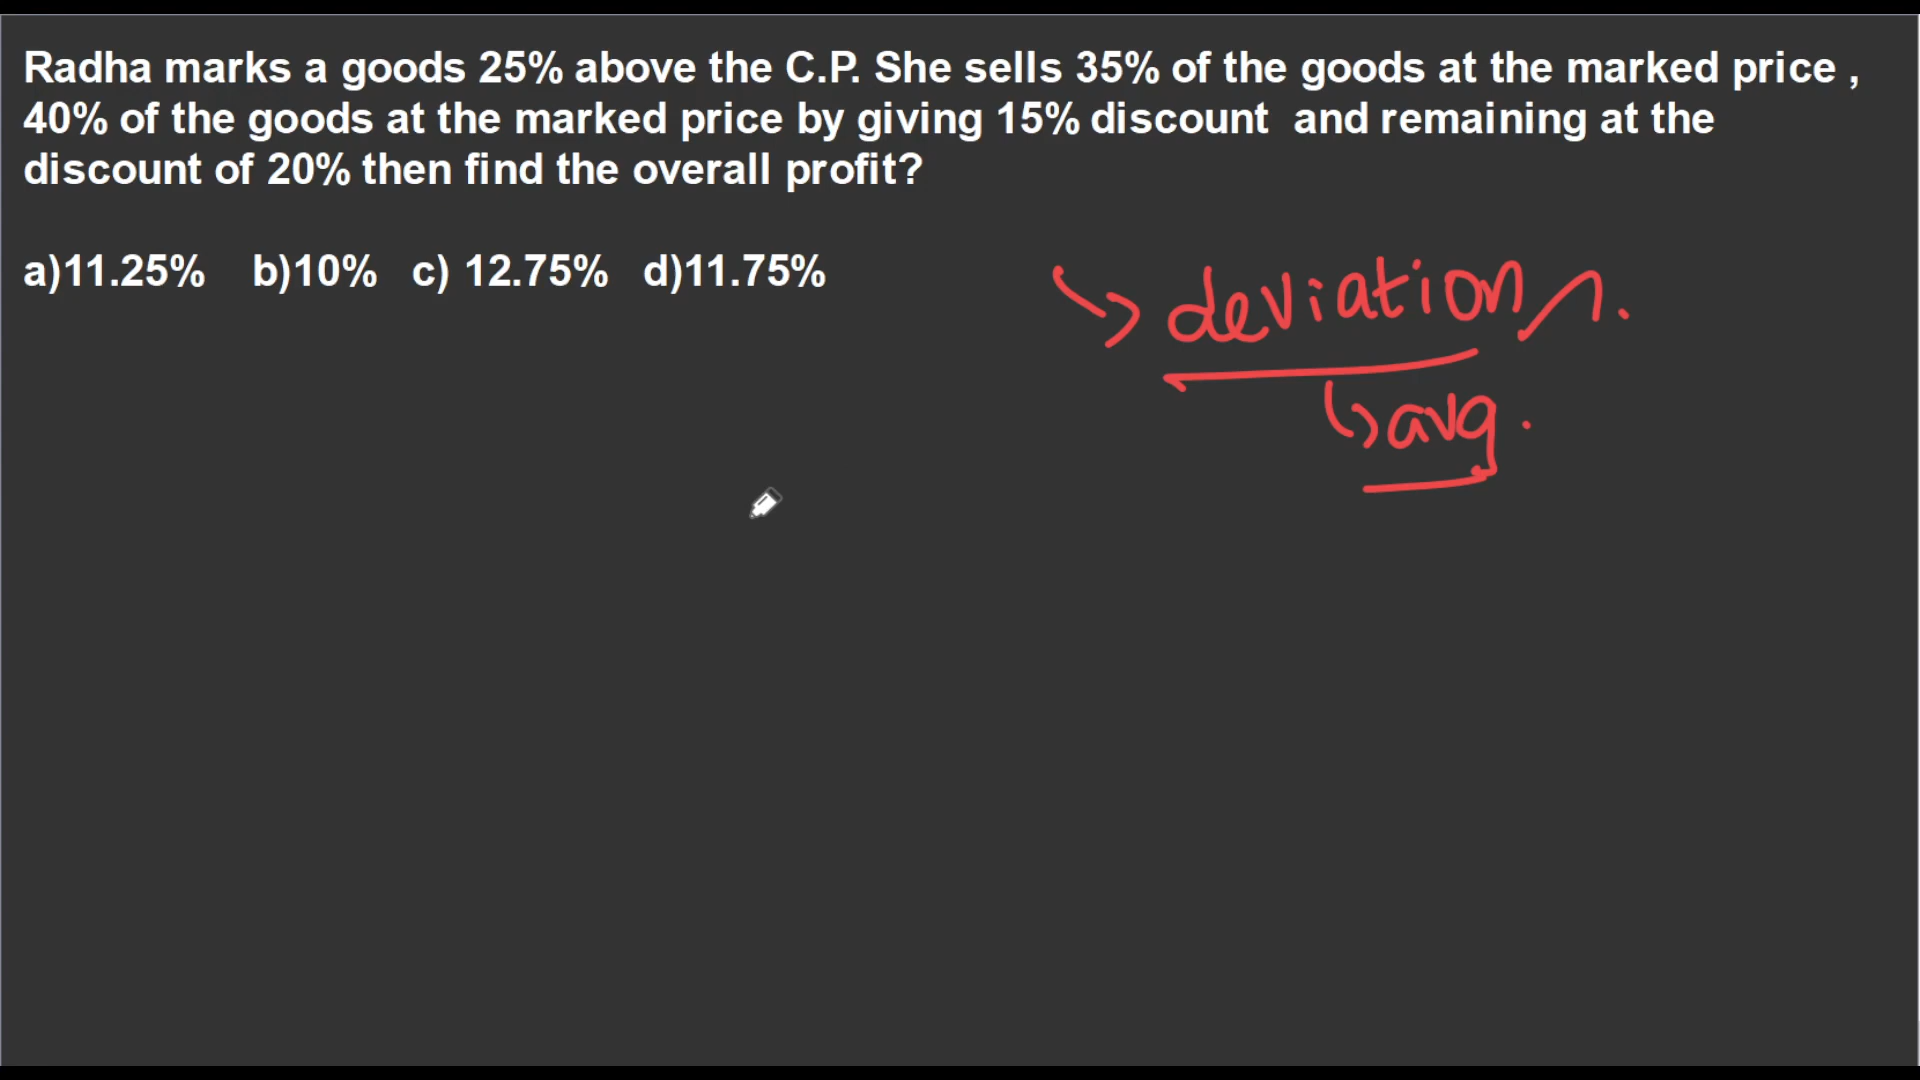 Radha marks a goods 25% above the C.P. She sells 35% of the goods at the marked price ,
40% of the goods at the marked price by giving 15% discount  and remaining at the
discount of 20% then find the overall profit?
a)11.25%    b)10%   c) 12.75%   d)11.75%
deviation
avg.